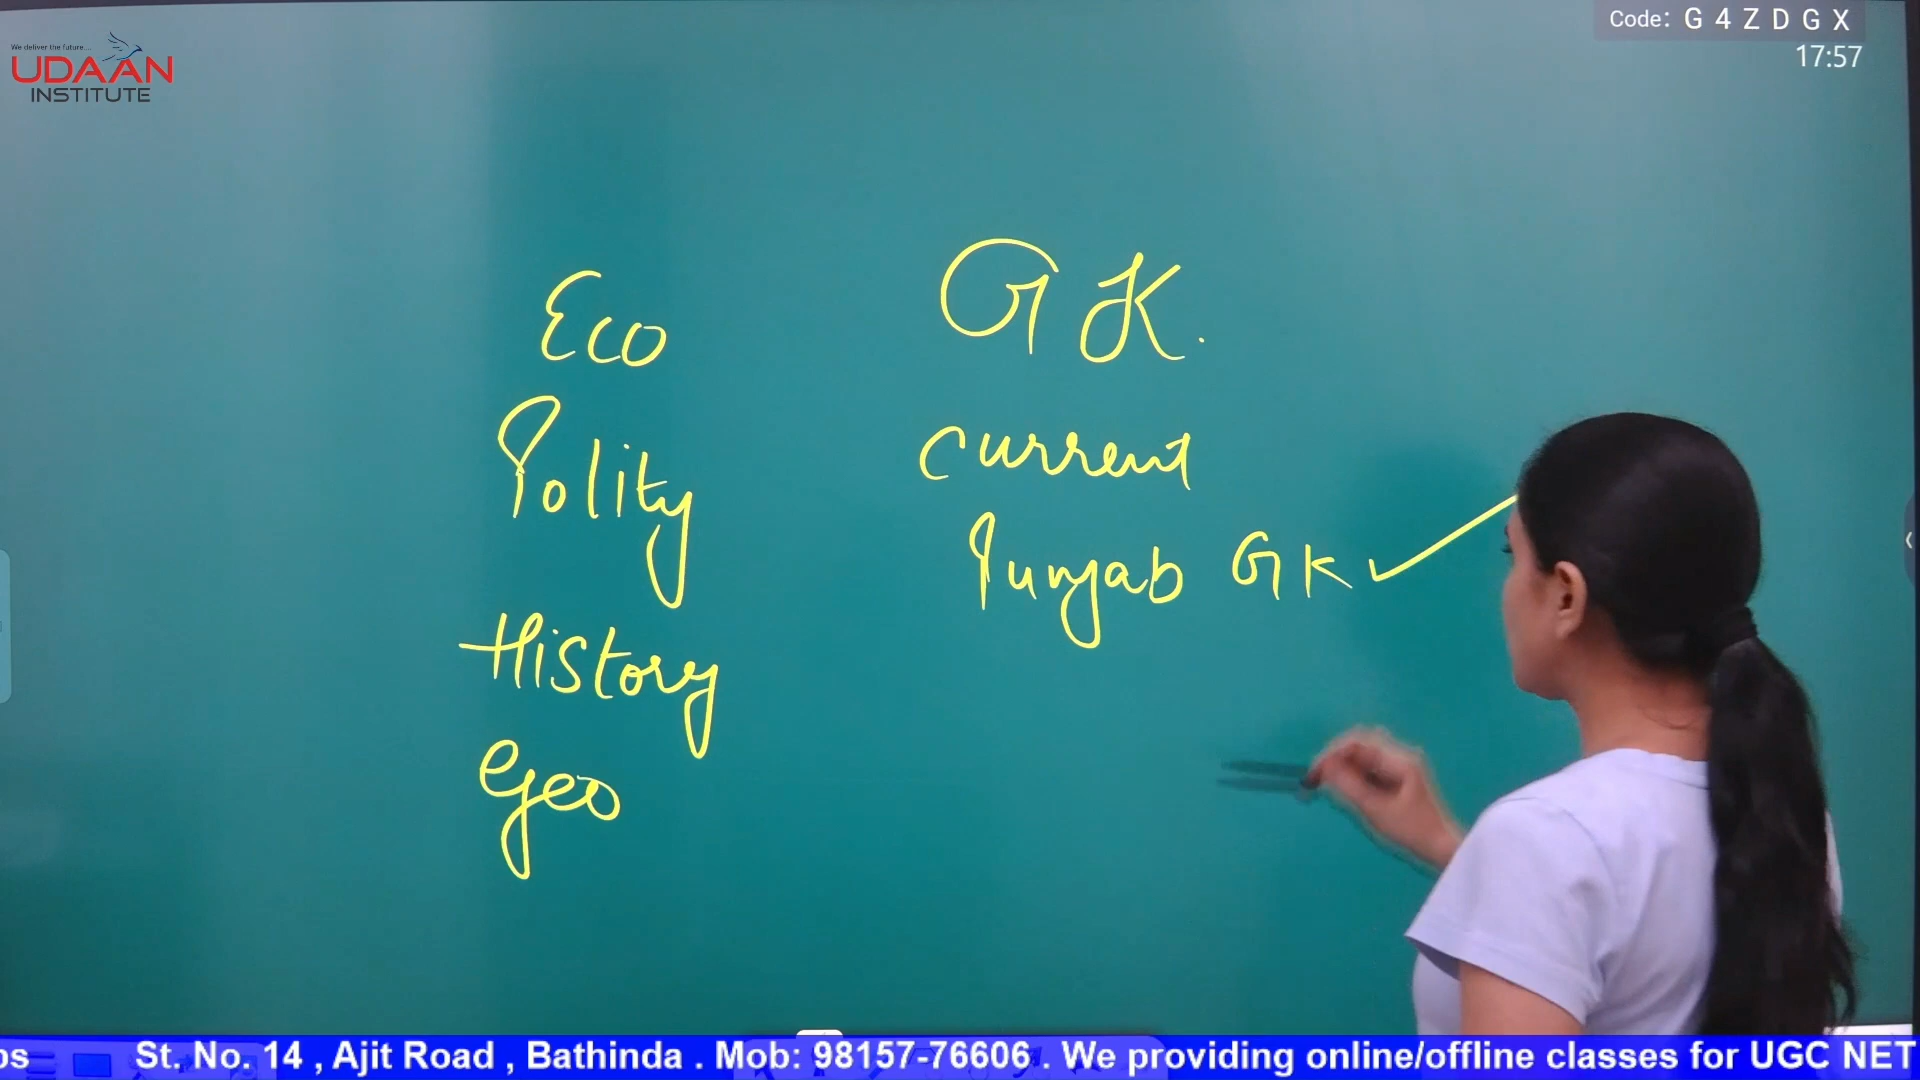 Code: G 4 Z D G X
17:57
We deliver the future....
UDAAN
INSTITUTE
G K.
Eco
current
Polity
Punjab GK
History
Geo
os St. No. 14 , Ajit Road , Bathinda . Mob: 98157-76606 . We providing online/offline classes for UGC NET